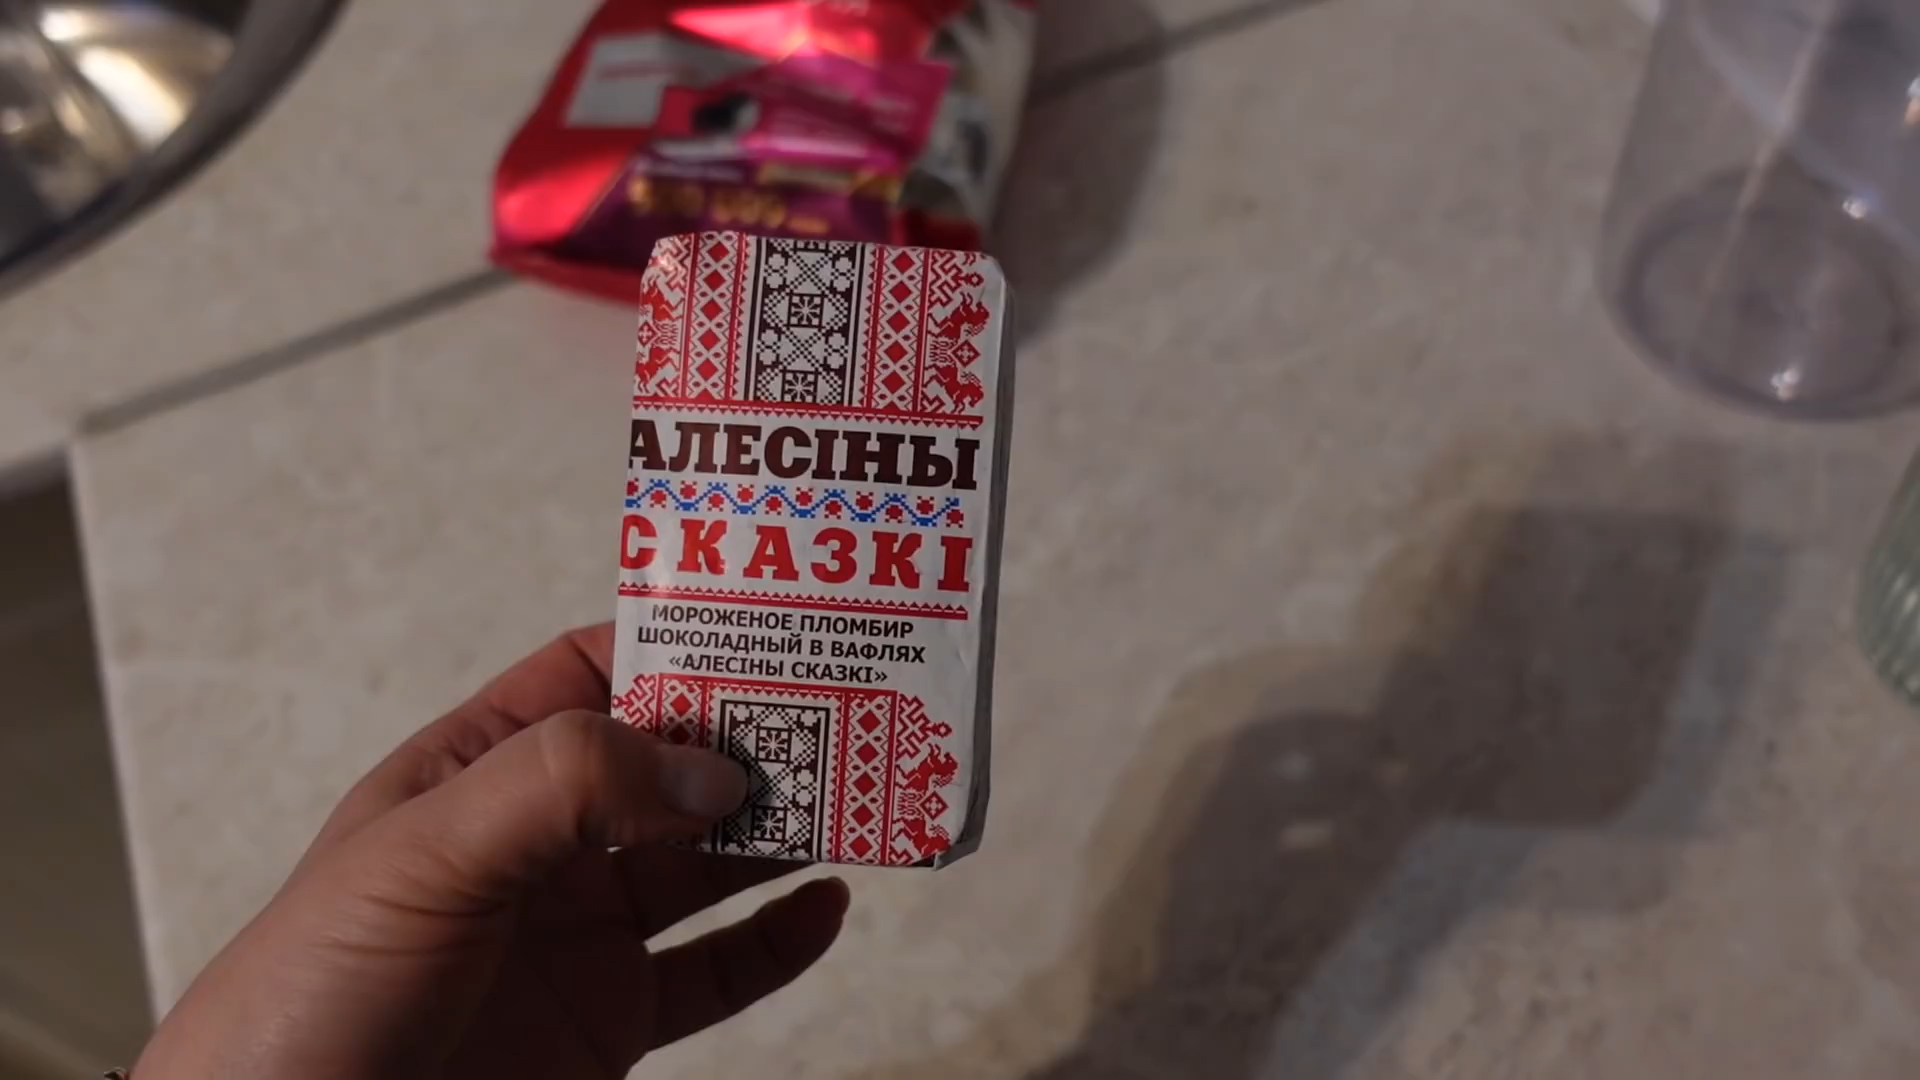 АЛЕСІНЫ
СКАЗКІ
МОРОЖЕНОЕ ПЛОМБИР
ШОКОЛАДНЫЙ В ВАФЛЯХ
«АЛЕСІНЫ СКАЗКІ»